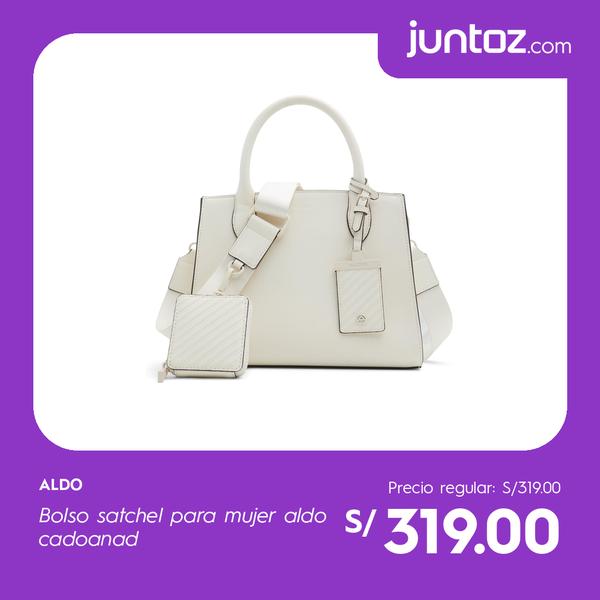 juntoz.com
ALDO
Bolso satchel para mujer aldo
cadoanad
Precio regular: S/319.00
S/ 319.00